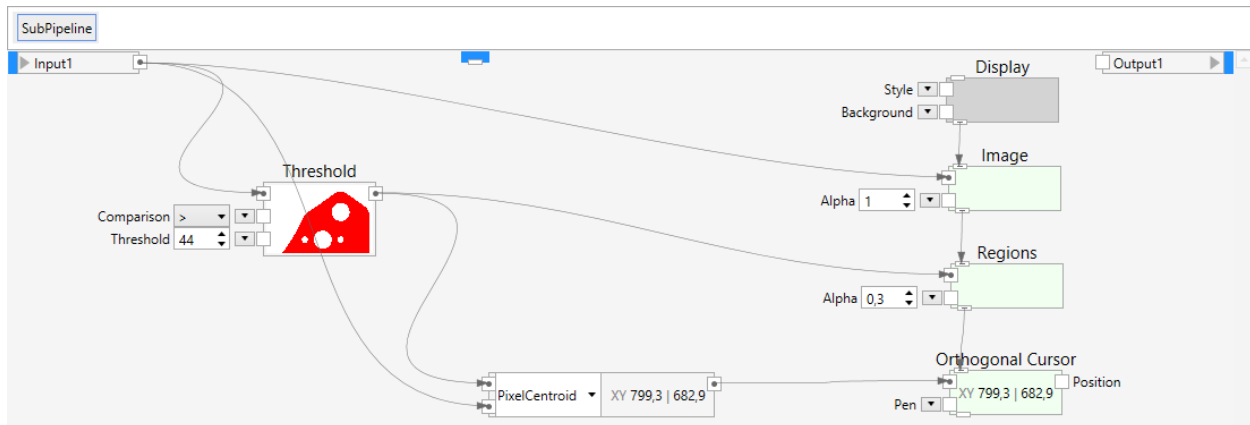 SubPipeline
Input1
Output1
Display
Style
Background
Image
Alpha 1
Threshold
Comparison >
Threshold 44
Regions
Alpha 0,3
Orthogonal Cursor
PixelCentroid XY 799,3 | 682,9
XY 799,3 | 682,9 Position
Pen